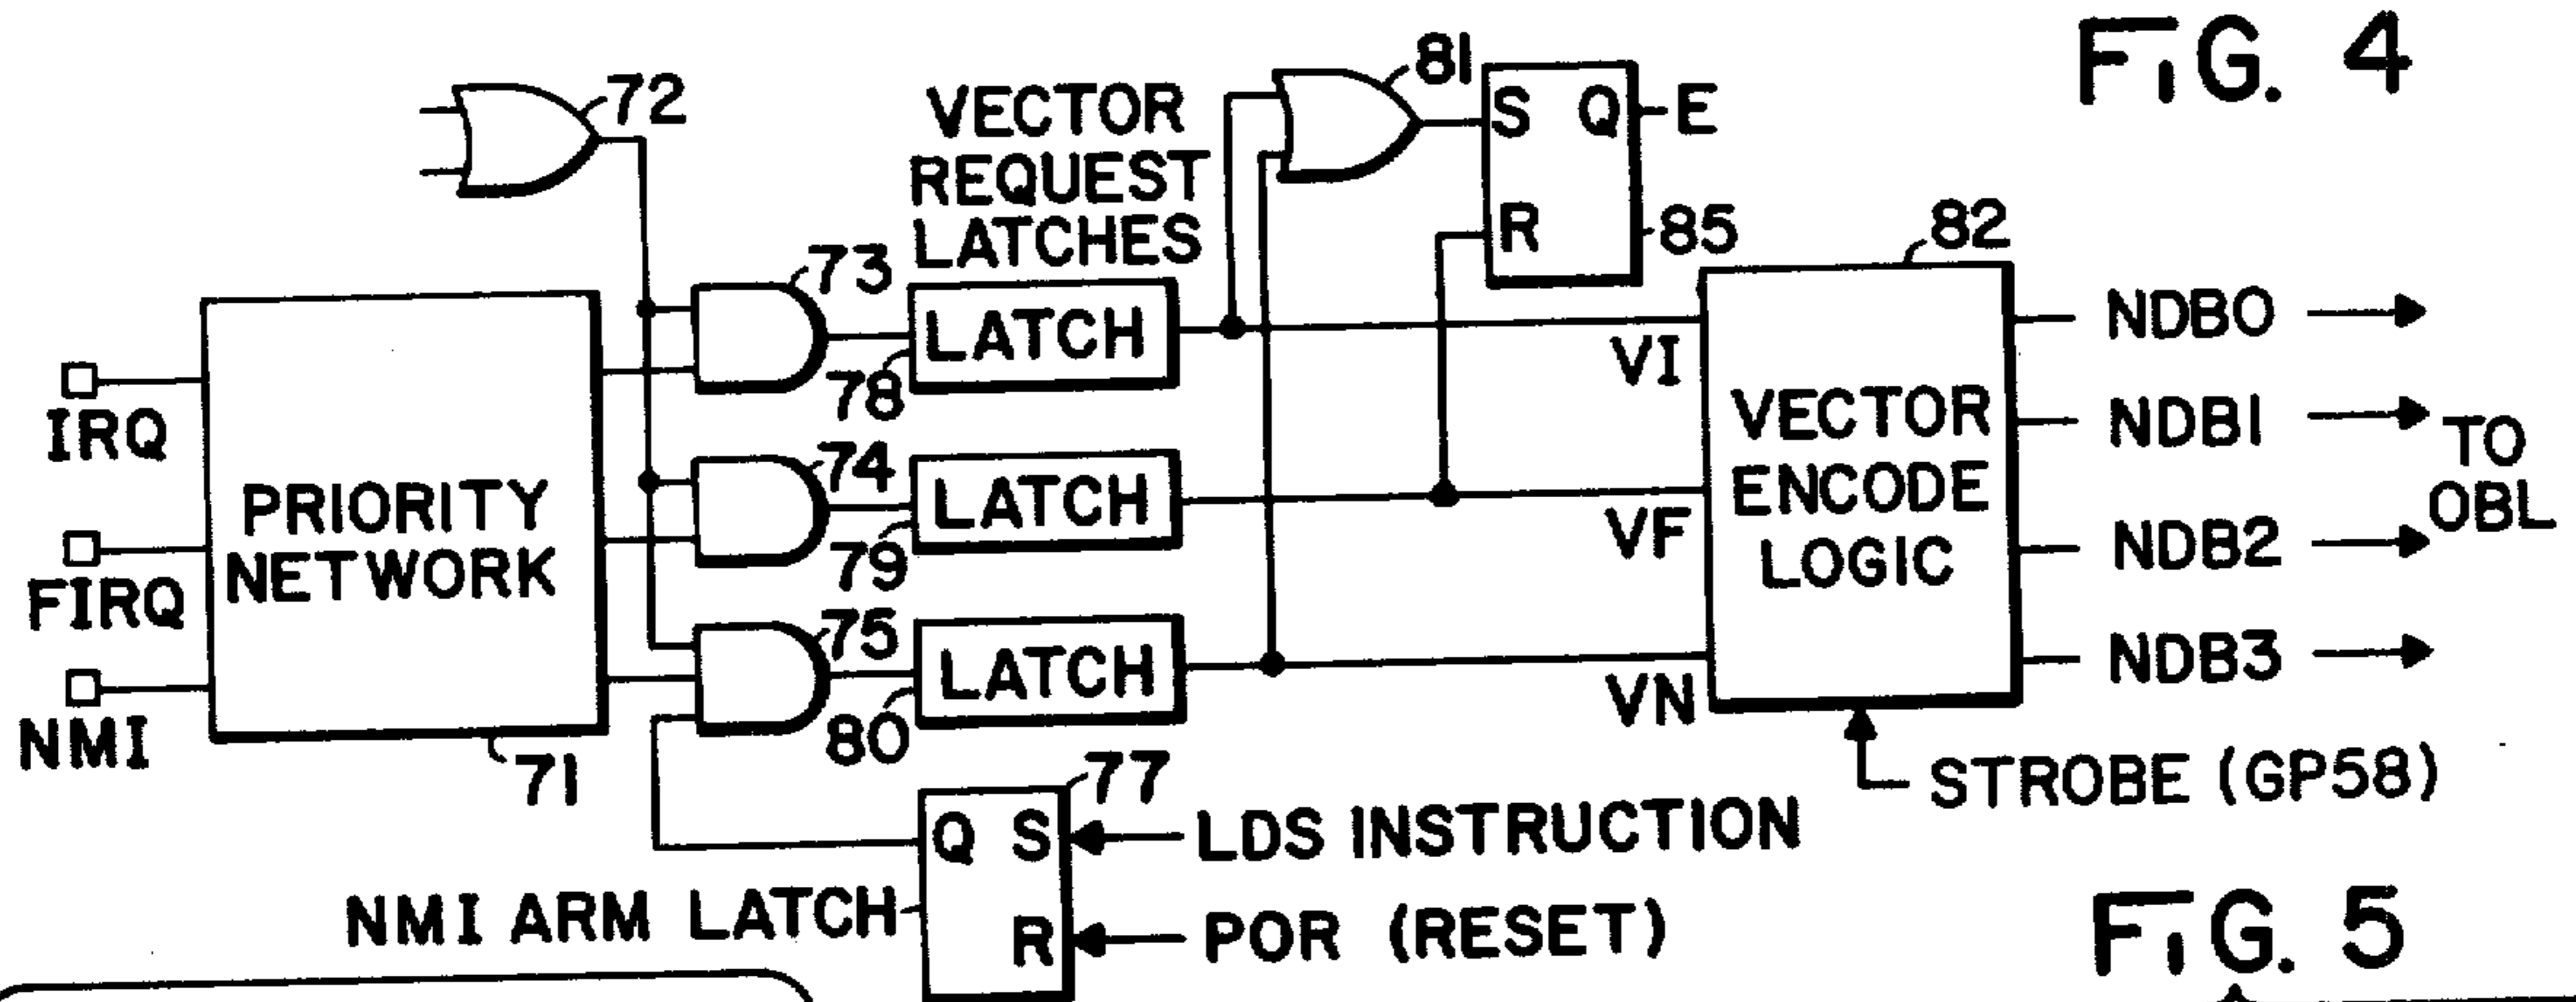 FIG. 4
72
VECTOR
REQUEST
LATCHES
81
S Q E
R
85
82
73
LATCH
78
VI
IRQ
FIRQ
NMI
PRIORITY
NETWORK
71
74
LATCH
79
VF
75
LATCH
80
VN
VECTOR
ENCODE
LOGIC
NDB0
NDB1
NDB2
NDB3
TO
OBL
STROBE (GP58)
77
Q S
R
LDS INSTRUCTION
NMI ARM LATCH
POR (RESET)
FIG. 5